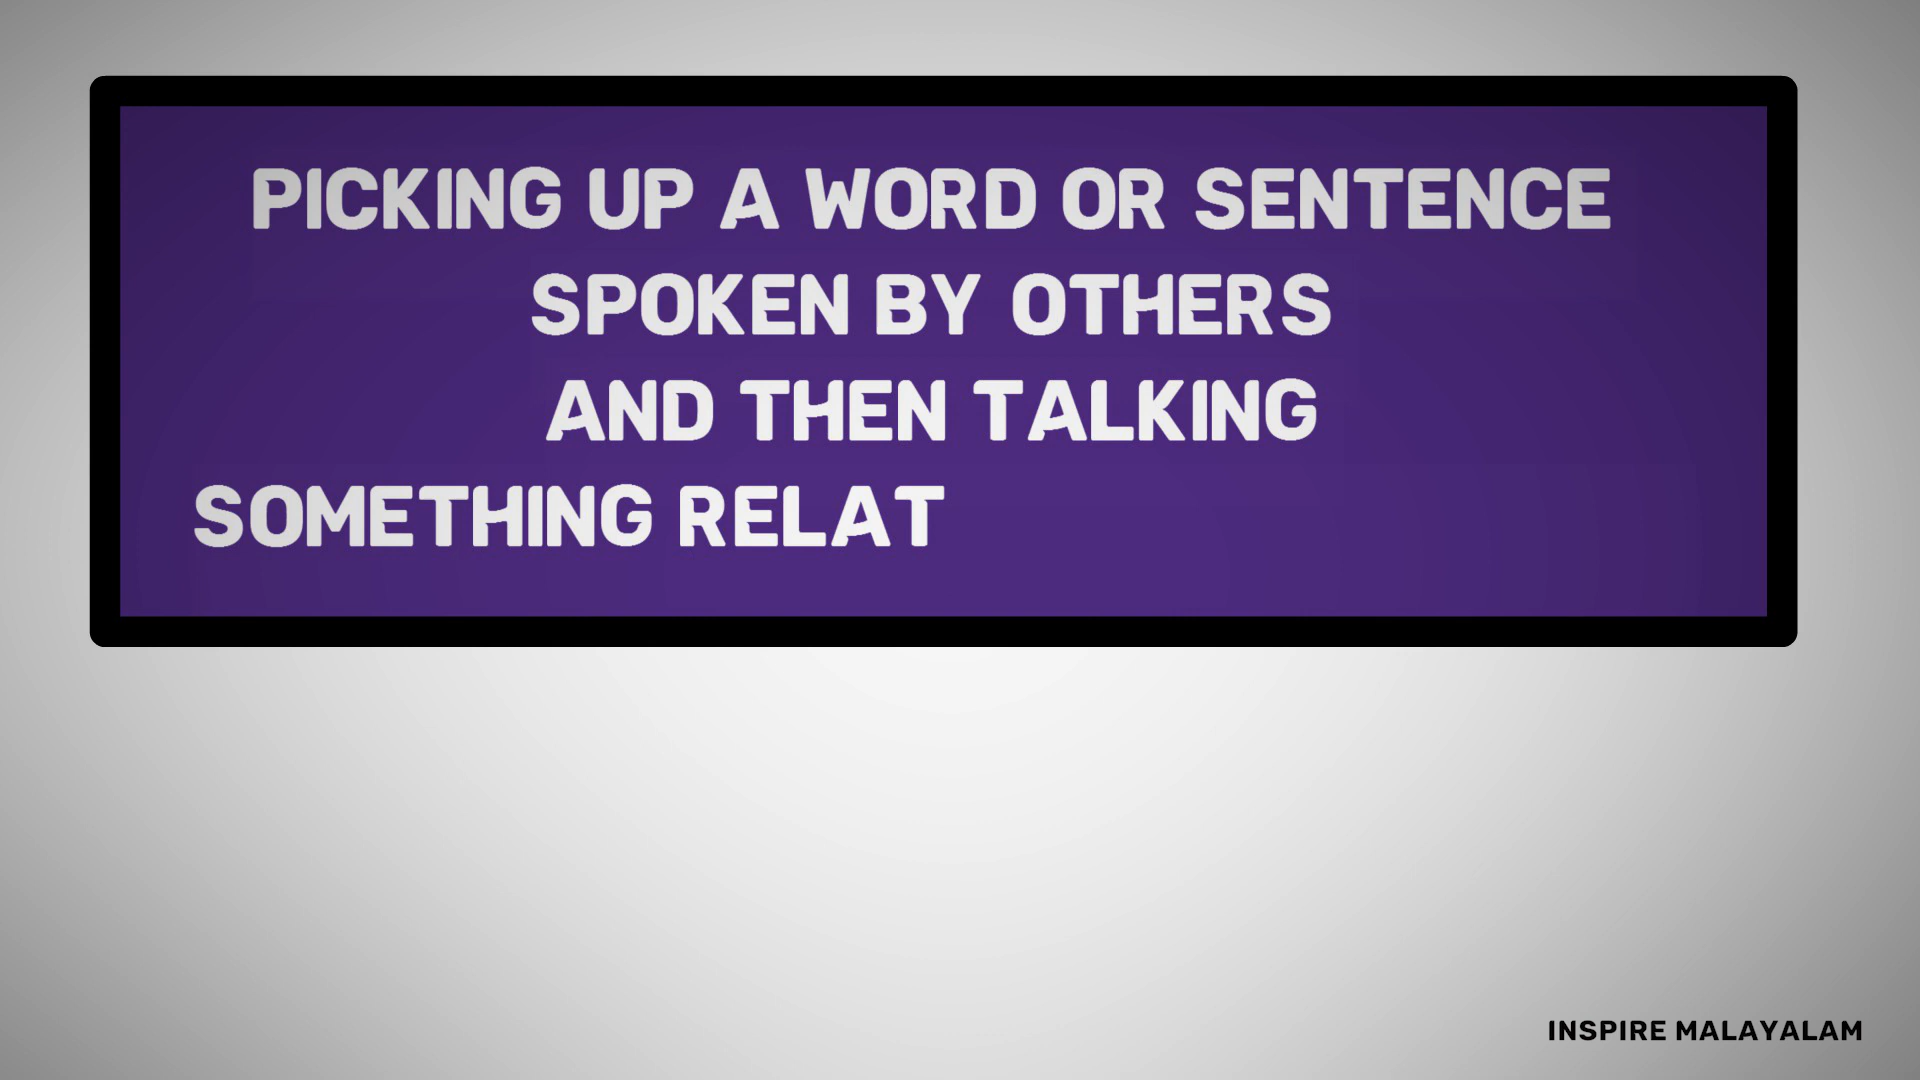 PICKING UP A WORD OR SENTENCE
SPOKEN BY OTHERS
AND THEN TALKING
SOMETHING RELAT
INSPIRE MALAYALAM